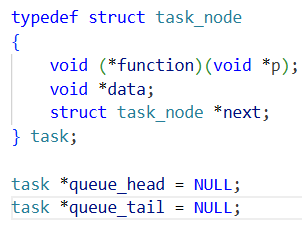 typedef struct task_node
{
    void (*function)(void *p);
    void *data;
    struct task_node *next;
} task;

task *queue_head = NULL;
task *queue_tail = NULL;